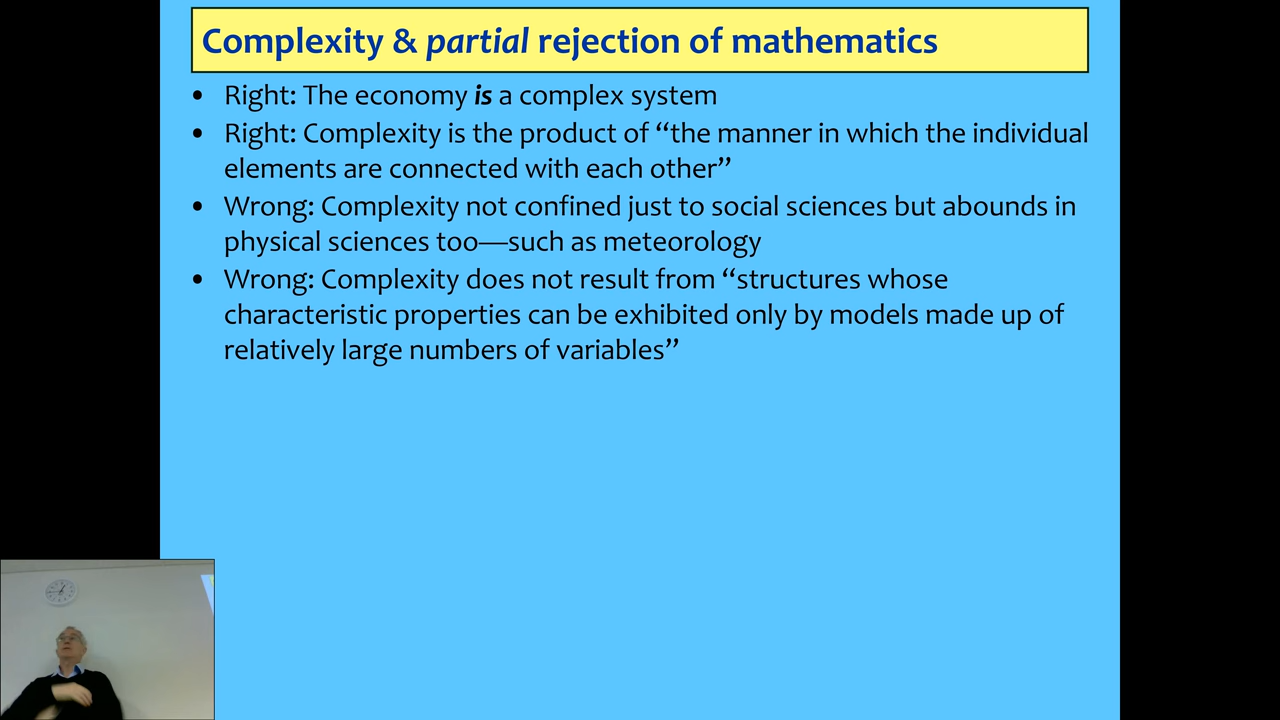 Complexity & partial rejection of mathematics
• Right: The economy is a complex system
• Right: Complexity is the product of “the manner in which the individual
elements are connected with each other”
• Wrong: Complexity not confined just to social sciences but abounds in
physical sciences too—such as meteorology
• Wrong: Complexity does not result from “structures whose
characteristic properties can be exhibited only by models made up of
relatively large numbers of variables”